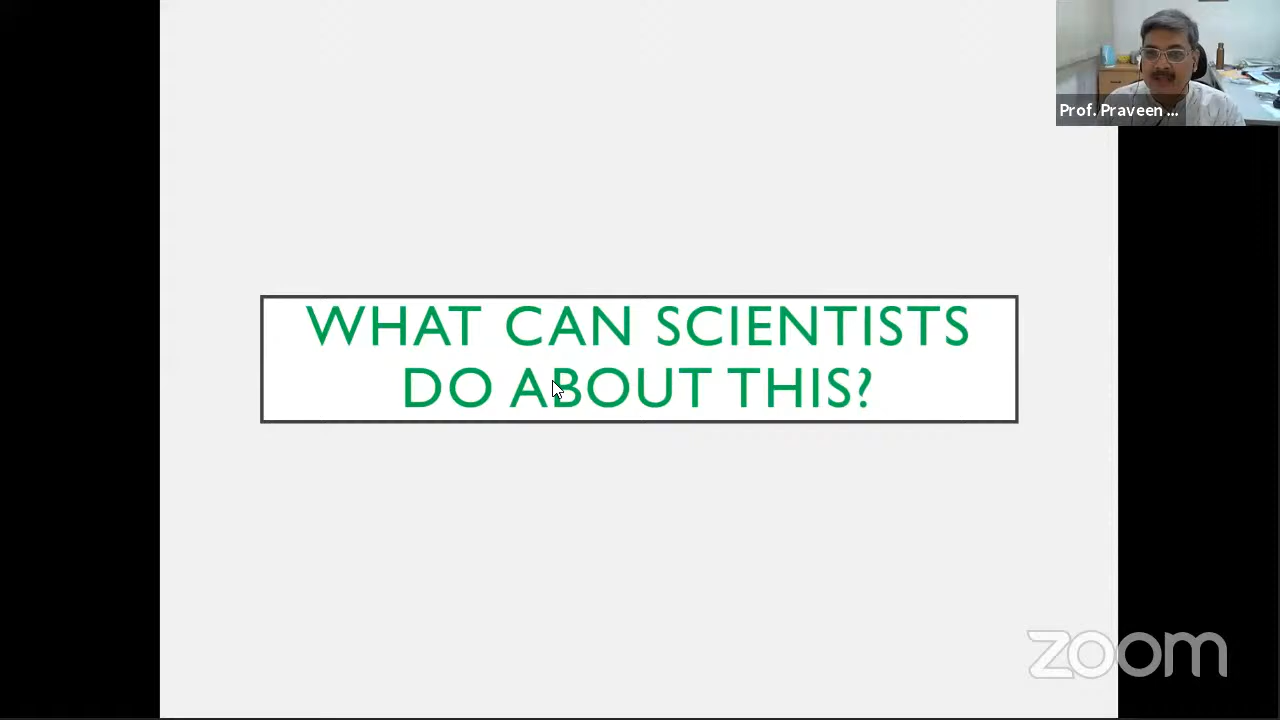 Prof. Praveen ...
WHAT CAN SCIENTISTS
DO ABOUT THIS?
zoom